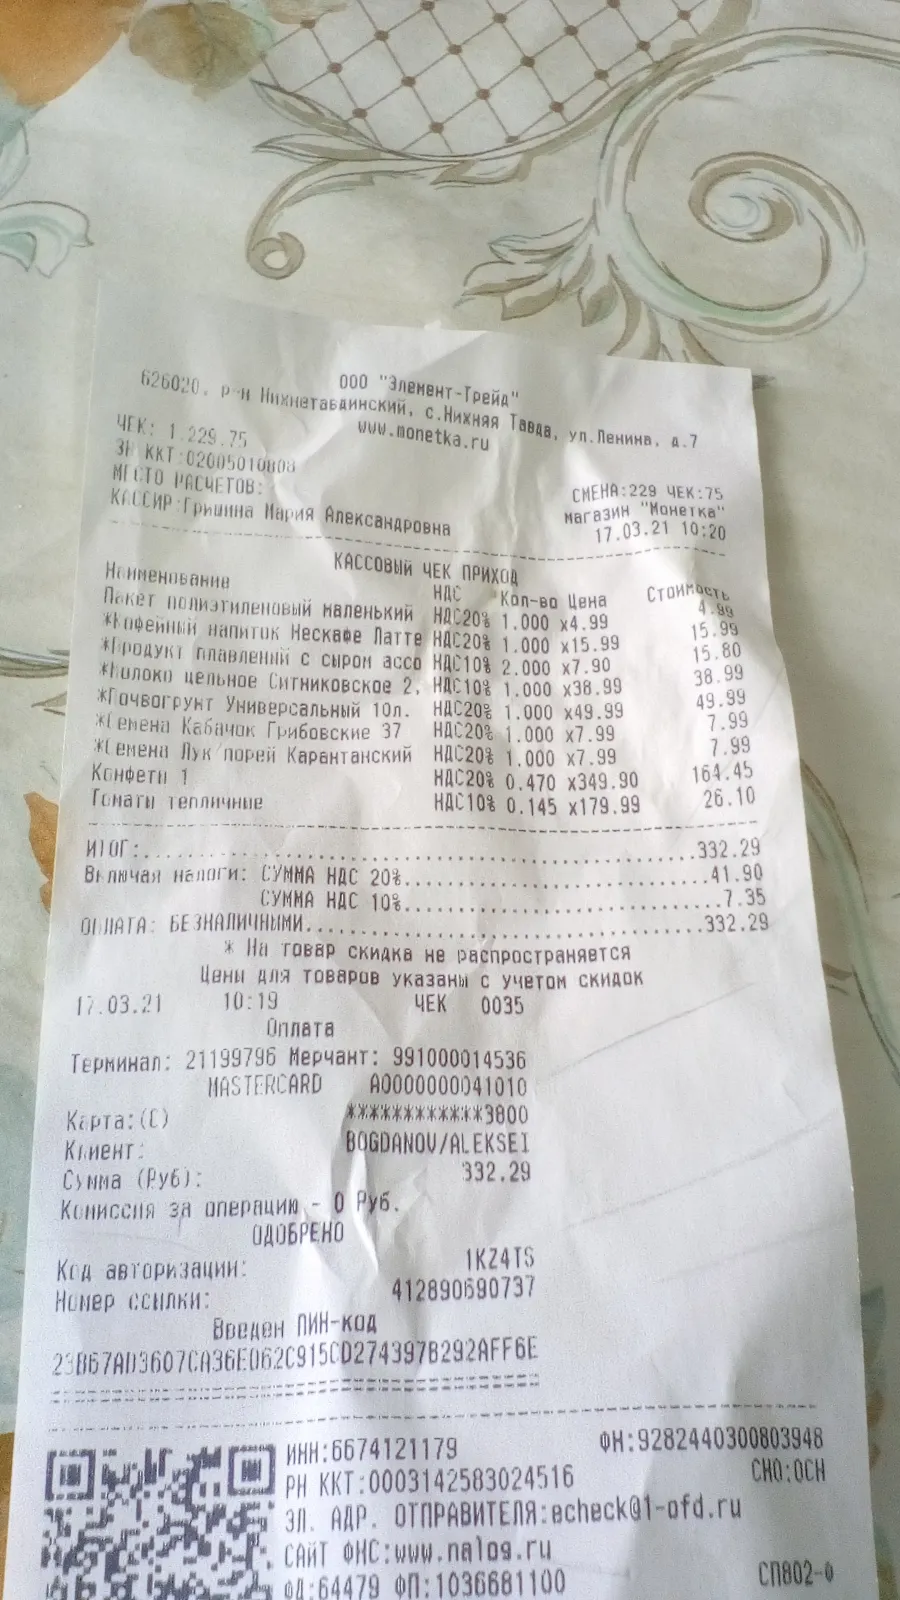 ООО "Элемент-Трейд"
626020, р-н Нижнетавдинский, с.Нижняя Тавда, ул.Ленина, д.7
www.monetka.ru
ЧЕК: 1.229.75
СМЕНА:229 ЧЕК:75
ЗН ККТ:02005010808
магазин "Монетка"
МЕСТО РАСЧЕТОВ:
17.03.21 10:20
КАССИР:Гришина Мария Александровна
КАССОВЫЙ ЧЕК ПРИХОД
Наименование НДС Кол-во Цена Стоимость
Пакет полиэтиленовый маленький НДС20% 1.000 x4.99 4.99
*Кофейный напиток Нескафе Латте НДС20% 1.000 x15.99 15.99
*Продукт плавлений с сыром ассо НДС10% 2.000 x7.90 15.80
*Молоко цельное Ситниковское 2, НДС10% 1.000 x38.99 38.99
*Почвогрунт Универсальный 10л. НДС20% 1.000 x49.99 49.99
*Семена Кабачок Грибовские 37 НДС20% 1.000 x7.99 7.99
*Семена Лук порей Карантанский НДС20% 1.000 x7.99 7.99
Конфети 1 НДС20% 0.470 x349.90 164.45
Томаты тепличные НДС10% 0.145 x179.99 26.10
ИТОГ:.................332.29
Включая налоги: СУММА НДС 20%.................41.90
СУММА НДС 10%.................7.35
ОПЛАТА: БЕЗНАЛИЧНЫМИ.................332.29
* На товар скидка не распространяется
Цены для товаров указаны с учетом скидок
17.03.21 10:19 ЧЕК 0035
Оплата
Терминал: 21199796 Мерчант: 991000014536
MASTERCARD A0000000041010
Карта:(C) ************3800
Клиент: BOGDANOV/ALEKSEI
Сумма (Руб): 332.29
Комиссия за операцию - 0 Руб.
ОДОБРЕНО
Код авторизации: 1KZ4TS
Номер ссылки: 412890690737
Введен ПИН-код
23B67AD3607CA36E062C915CD274397B292AFF6E
ИНН:6674121179 ФН:9282440300803948
РН ККТ:0003142583024516 СНО:ОСН
ЭЛ. АДР. ОТПРАВИТЕЛЯ:echeck@1-ofd.ru
САЙТ ФНС:www.nalog.ru
ФД:64479 ФП:1036681100 СП802-Ф